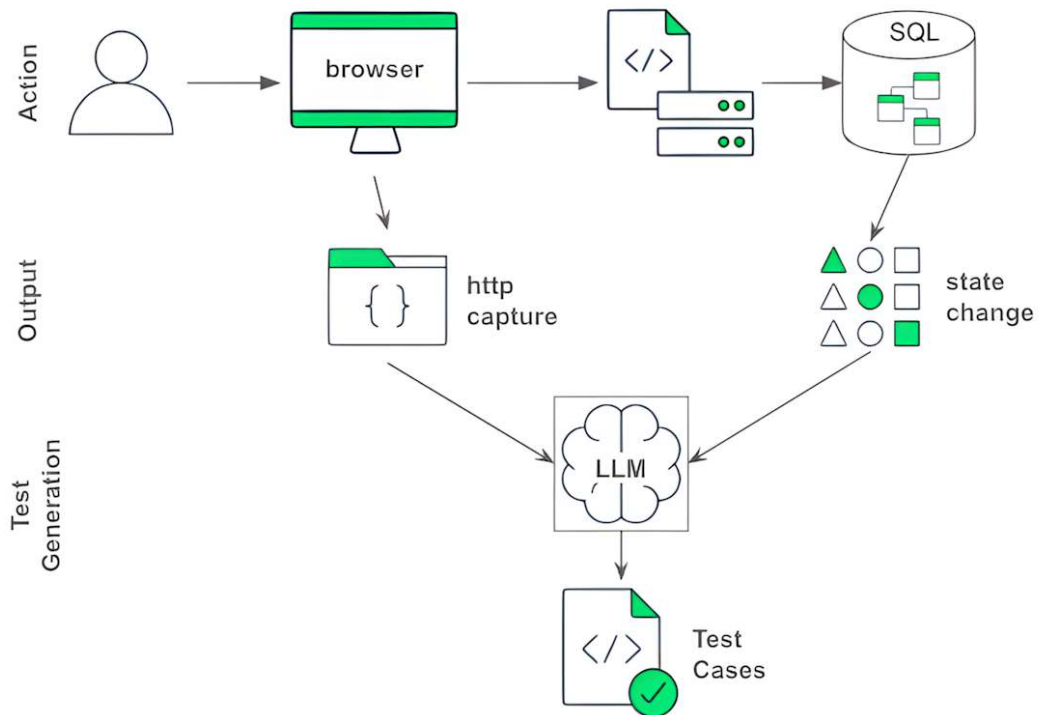 Action
browser
</>
SQL
Output
{ }
http
capture
state
change
Test
Generation
LLM
</>
Test
Cases